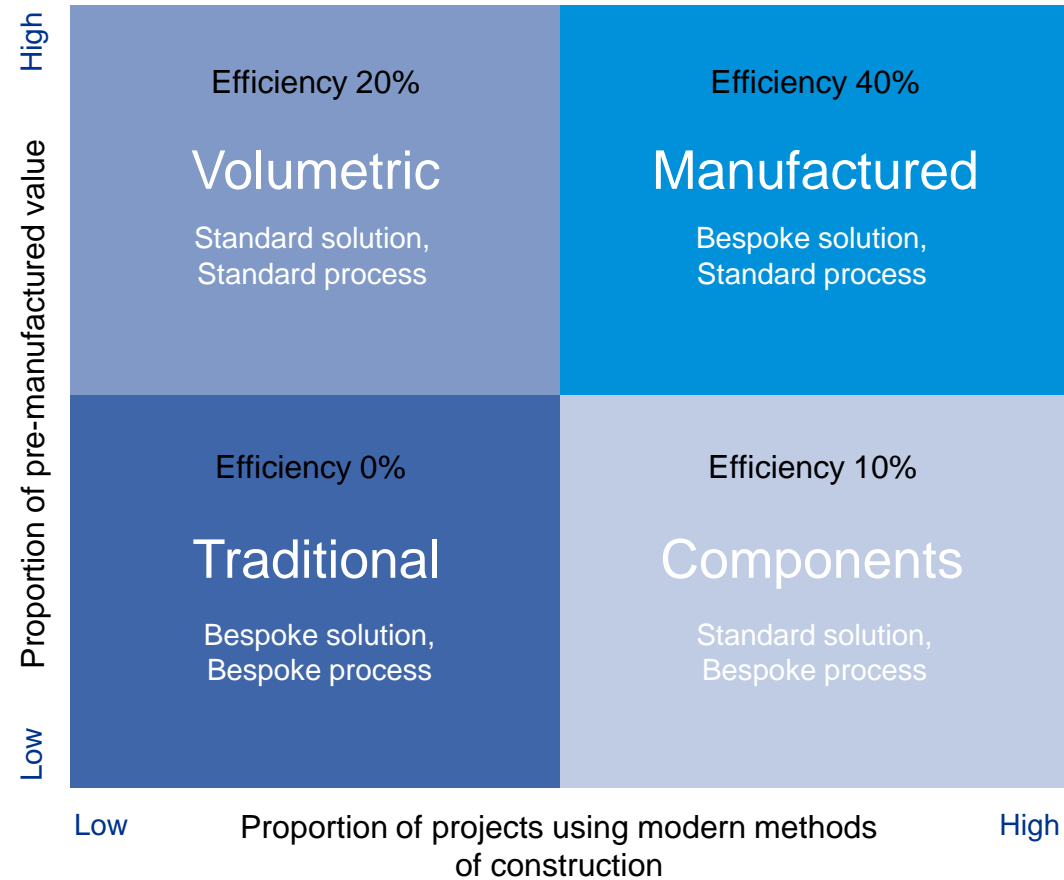 High
Proportion of pre-manufactured value
Low
Efficiency 20%
Volumetric
Standard solution,
Standard process
Efficiency 40%
Manufactured
Bespoke solution,
Standard process
Efficiency 0%
Traditional
Bespoke solution,
Bespoke process
Efficiency 10%
Components
Standard solution,
Bespoke process
Low
Proportion of projects using modern methods
of construction
High